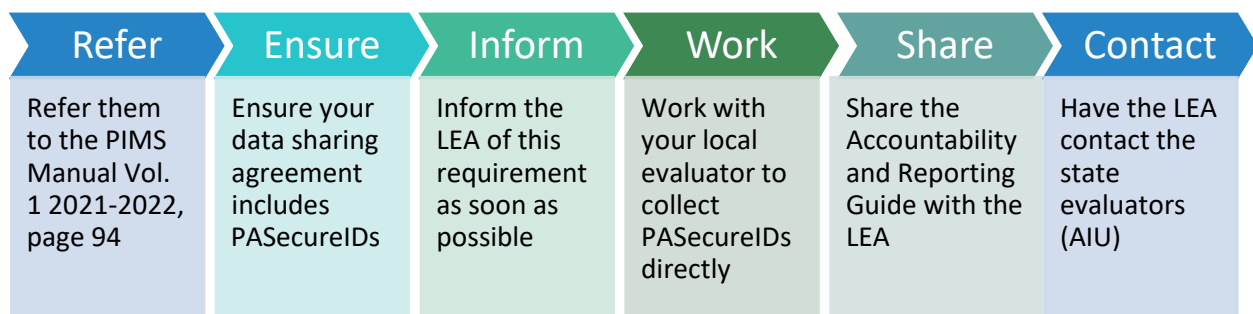 Refer
Refer them
to the PIMS
Manual Vol.
1 2021-2022,
page 94
Ensure
Ensure your
data sharing
agreement
includes
PASecureIDs
Inform
Inform the
LEA of this
requirement
as soon as
possible
Work
Work with
your local
evaluator to
collect
PASecureIDs
directly
Share
Share the
Accountability
and Reporting
Guide with the
LEA
Contact
Have the LEA
contact the
state
evaluators
(AIU)